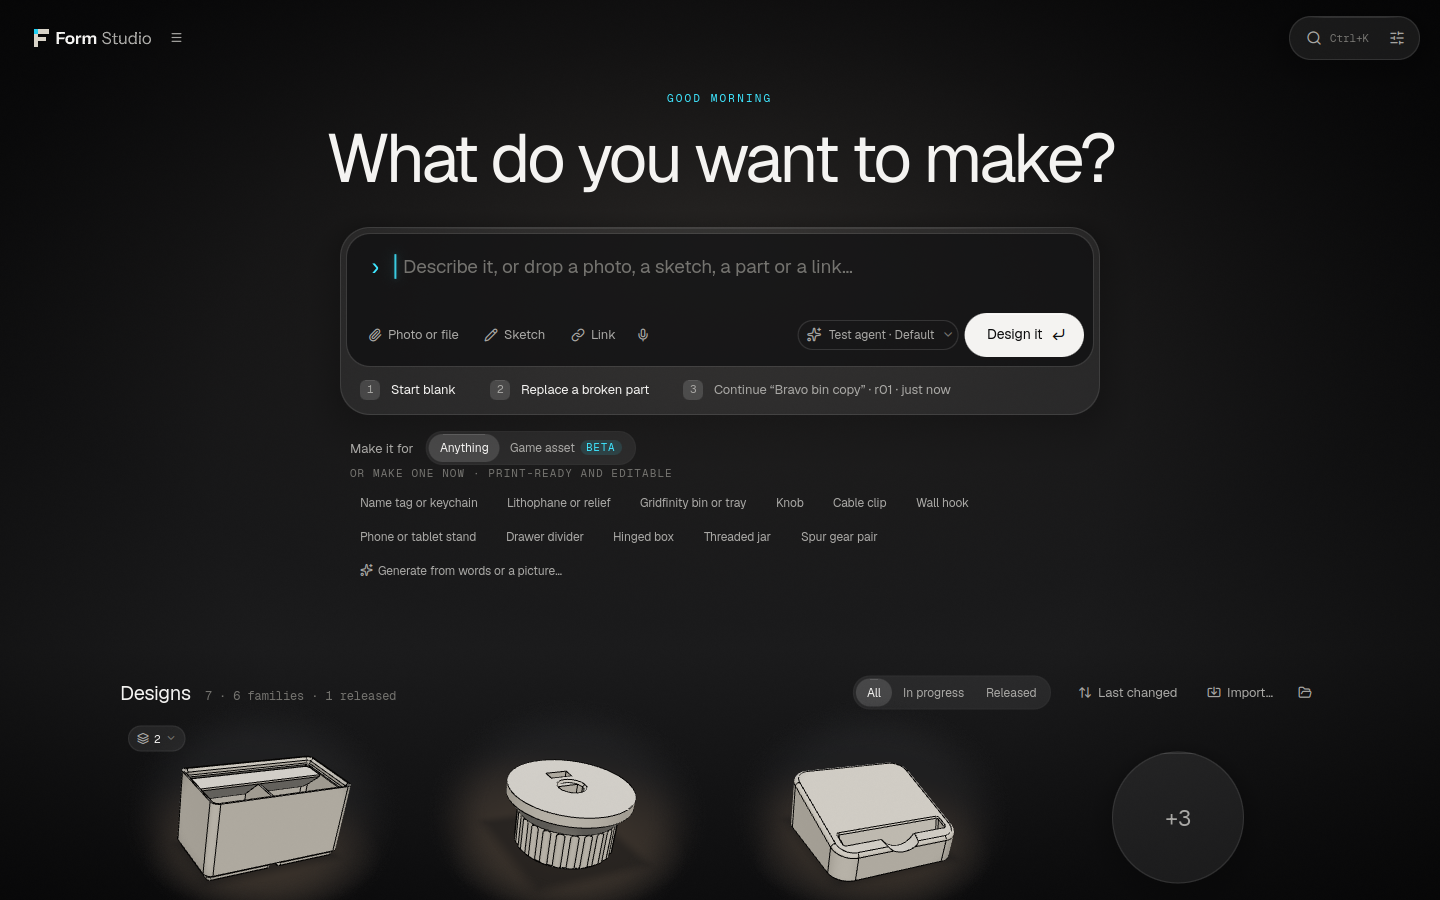 Form Studio
Ctrl+K
GOOD MORNING
What do you want to make?
› Describe it, or drop a photo, a sketch, a part or a link...
Photo or file Sketch Link Test agent · Default Design it
1 Start blank 2 Replace a broken part 3 Continue “Bravo bin copy” · r01 · just now
Make it for Anything Game asset BETA
OR MAKE ONE NOW · PRINT-READY AND EDITABLE
Name tag or keychain Lithophane or relief Gridfinity bin or tray Knob Cable clip Wall hook
Phone or tablet stand Drawer divider Hinged box Threaded jar Spur gear pair
Generate from words or a picture...
Designs 7 · 6 families · 1 released All In progress Released Last changed Import...
2
+3